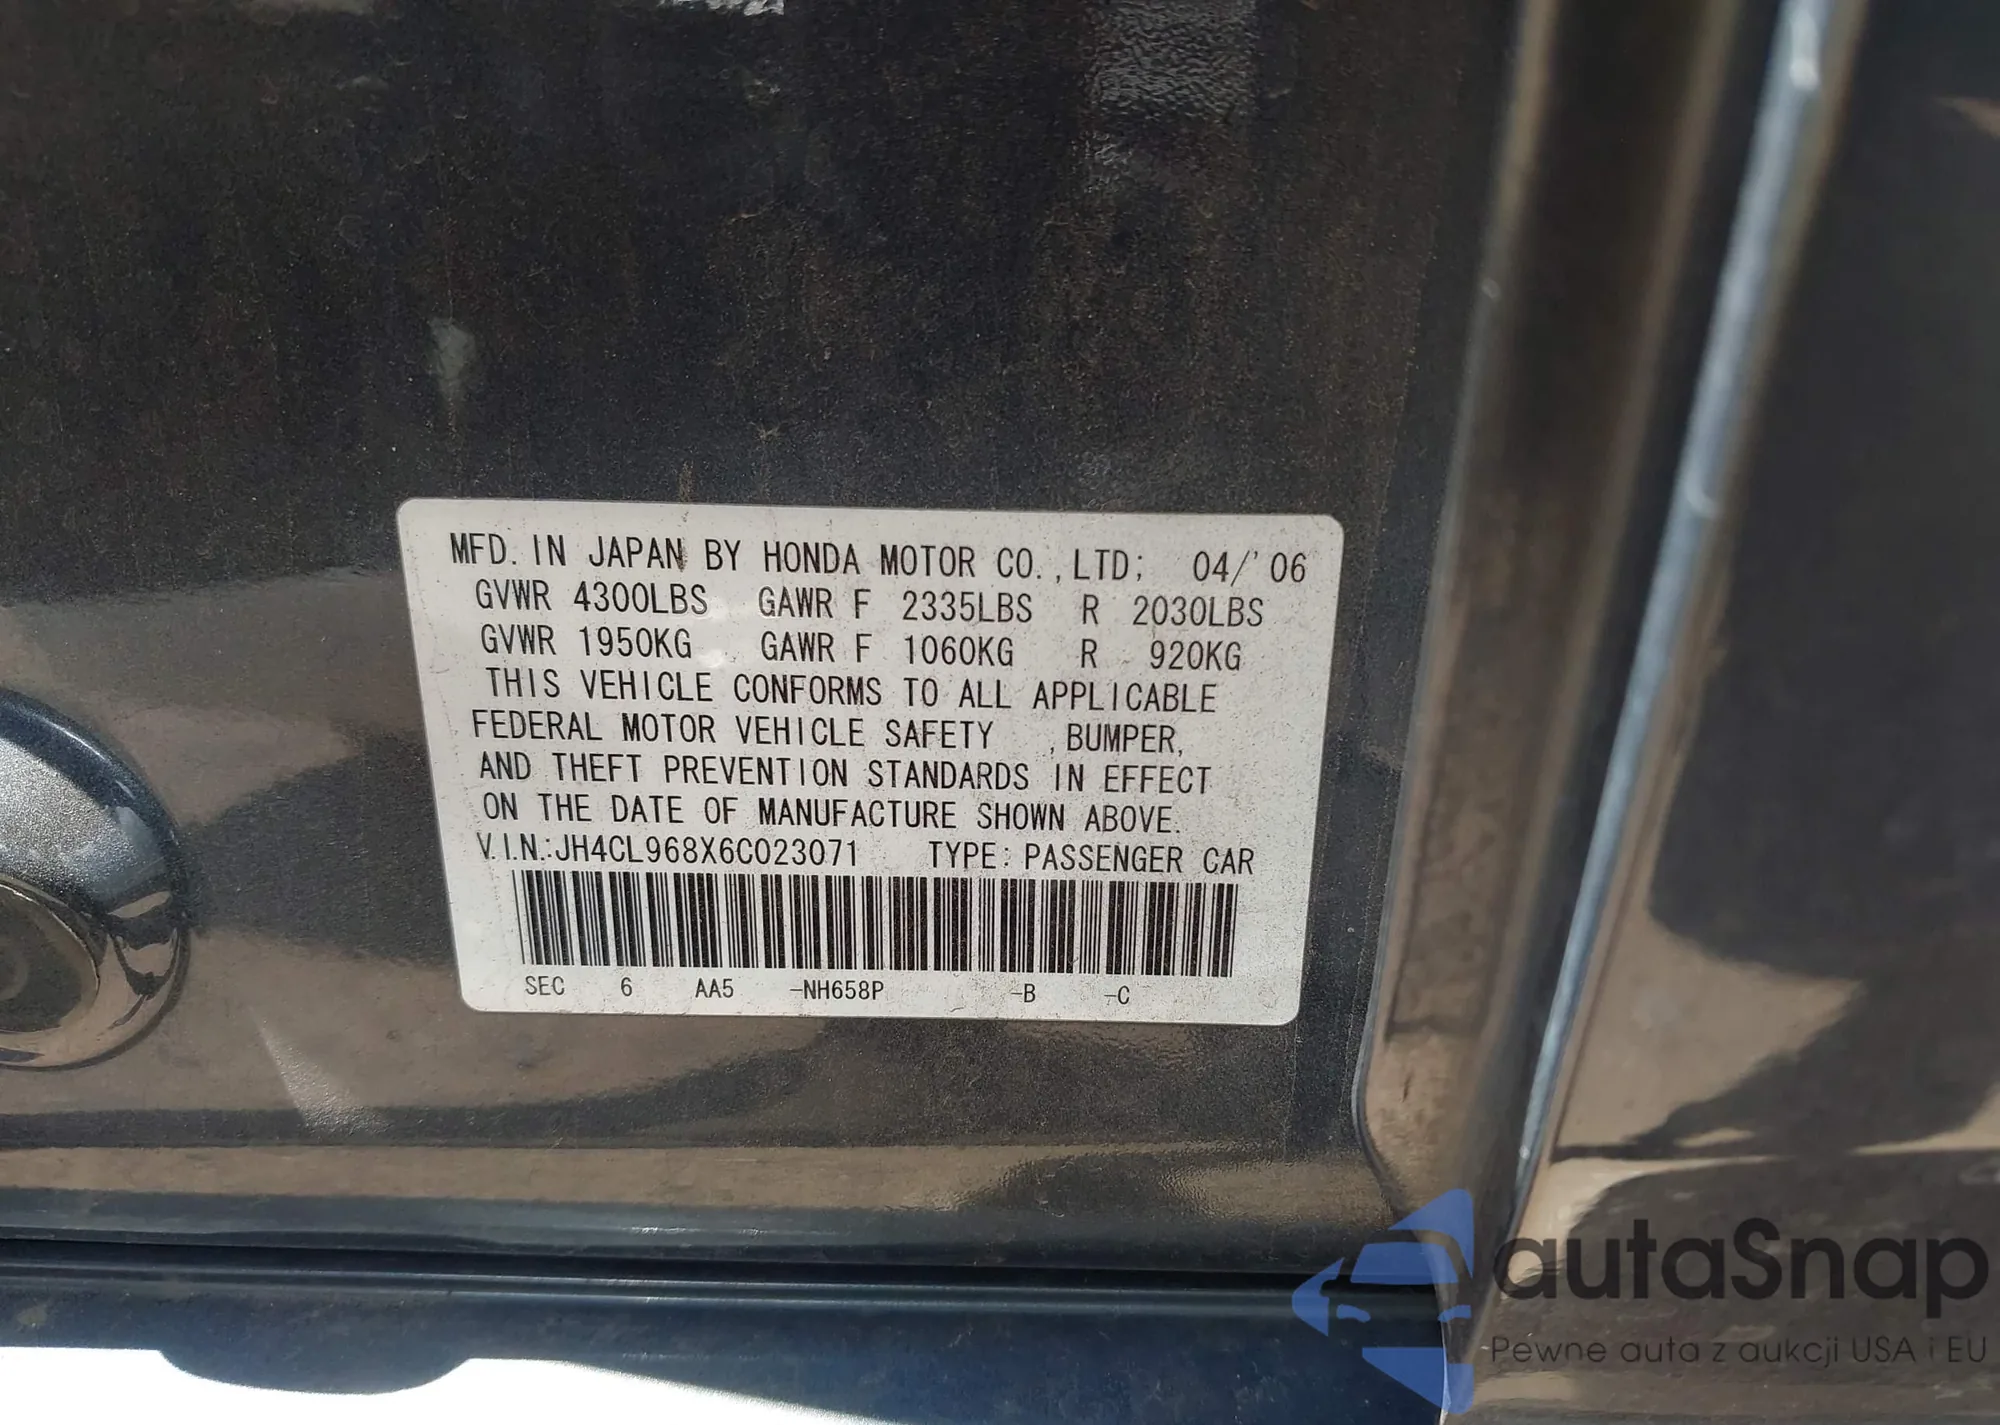 MFD. IN JAPAN BY HONDA MOTOR CO., LTD; 04/'06
GVWR 4300LBS GAWR F 2335LBS R 2030LBS
GVWR 1950KG GAWR F 1060KG R 920KG
THIS VEHICLE CONFORMS TO ALL APPLICABLE
FEDERAL MOTOR VEHICLE SAFETY , BUMPER,
AND THEFT PREVENTION STANDARDS IN EFFECT
ON THE DATE OF MANUFACTURE SHOWN ABOVE.
V.I.N.:JH4CL968X6C023071 TYPE: PASSENGER CAR
SEC 6 AA5 -NH658P -B -C
autaSnap
Pewne auta z aukcji USA i EU